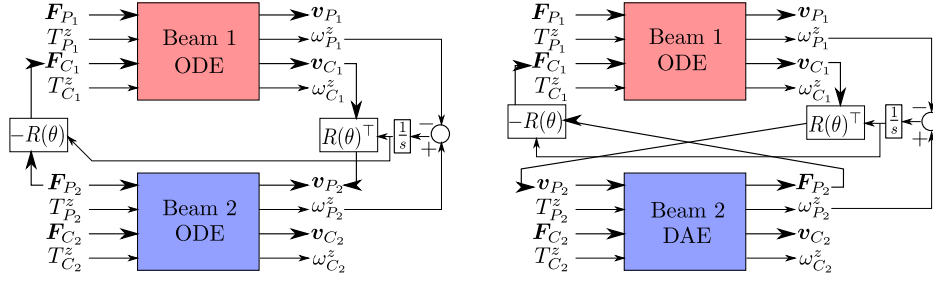 F_{P_1} v_{P_1} F_{P_1} v_{P_1}
T^z_{P_1} Beam 1 ω^z_{P_1} T^z_{P_1} Beam 1 ω^z_{P_1}
F_{C_1} ODE v_{C_1} F_{C_1} ODE v_{C_1}
T^z_{C_1} ω^z_{C_1} T^z_{C_1} ω^z_{C_1}
−R(θ) R(θ)^⊤ 1/s − + −R(θ) R(θ)^⊤ 1/s − +
F_{P_2} v_{P_2} v_{P_2} F_{P_2}
T^z_{P_2} Beam 2 ω^z_{P_2} T^z_{P_2} Beam 2 ω^z_{P_2}
F_{C_2} ODE v_{C_2} F_{C_2} DAE v_{C_2}
T^z_{C_2} ω^z_{C_2} T^z_{C_2} ω^z_{C_2}